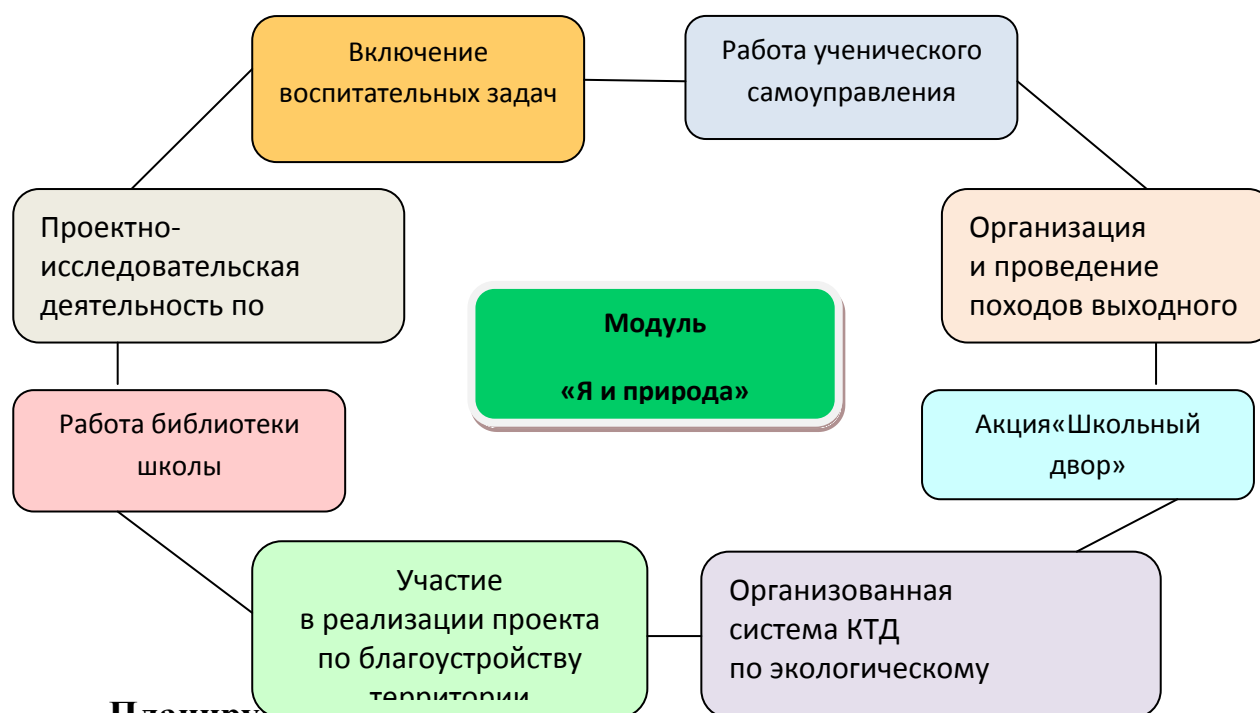 Включение
воспитательных задач
Работа ученического
самоуправления
Проектно-
исследовательская
деятельность по
Организация
и проведение
походов выходного
Модуль
«Я и природа»
Работа библиотеки
школы
Акция«Школьный
двор»
Участие
в реализации проекта
по благоустройству
территории
Организованная
система КТД
по экологическому